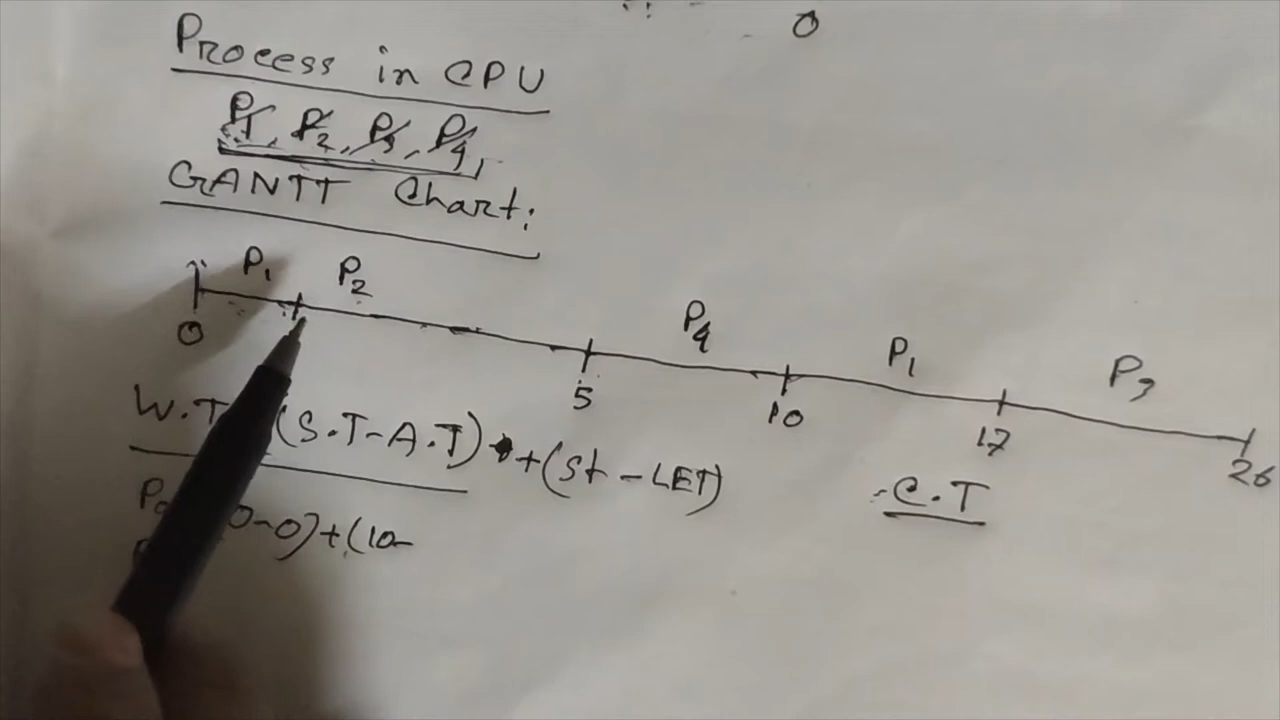 0
Process in CPU
P1, P2, P3, P4,
GANTT Chart:
P1 P2 P4 P1 P3
0 5 10 17 26
W.T (S.T-A.T) +(St - LET)
C.T
0-0)+(10-